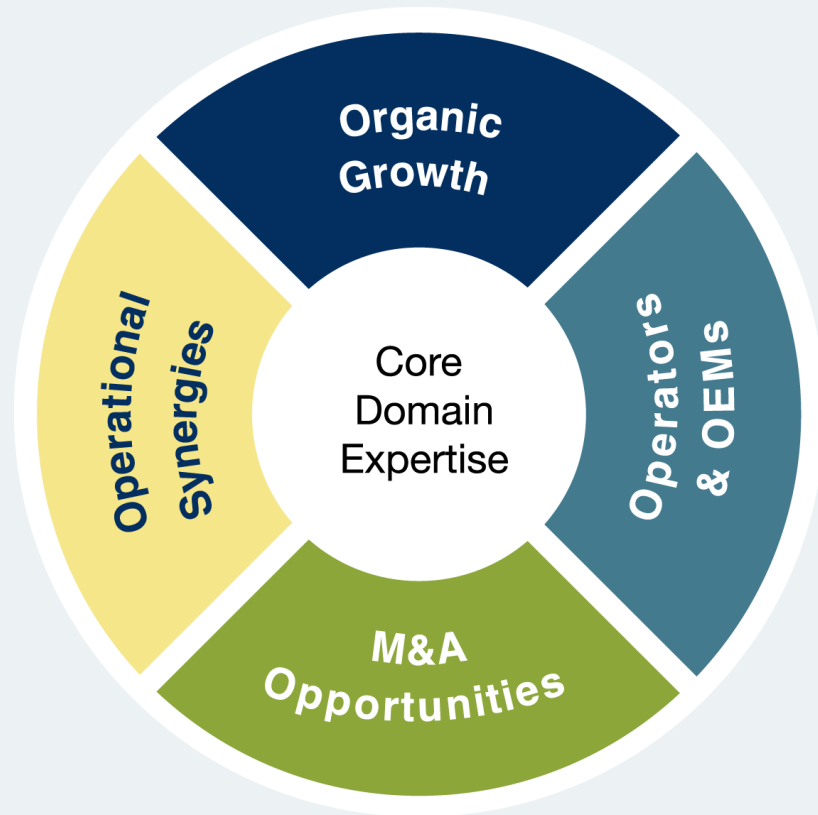 Organic
Growth
Operators
& OEMs
M&A
Opportunities
Operational
Synergies
Core
Domain
Expertise